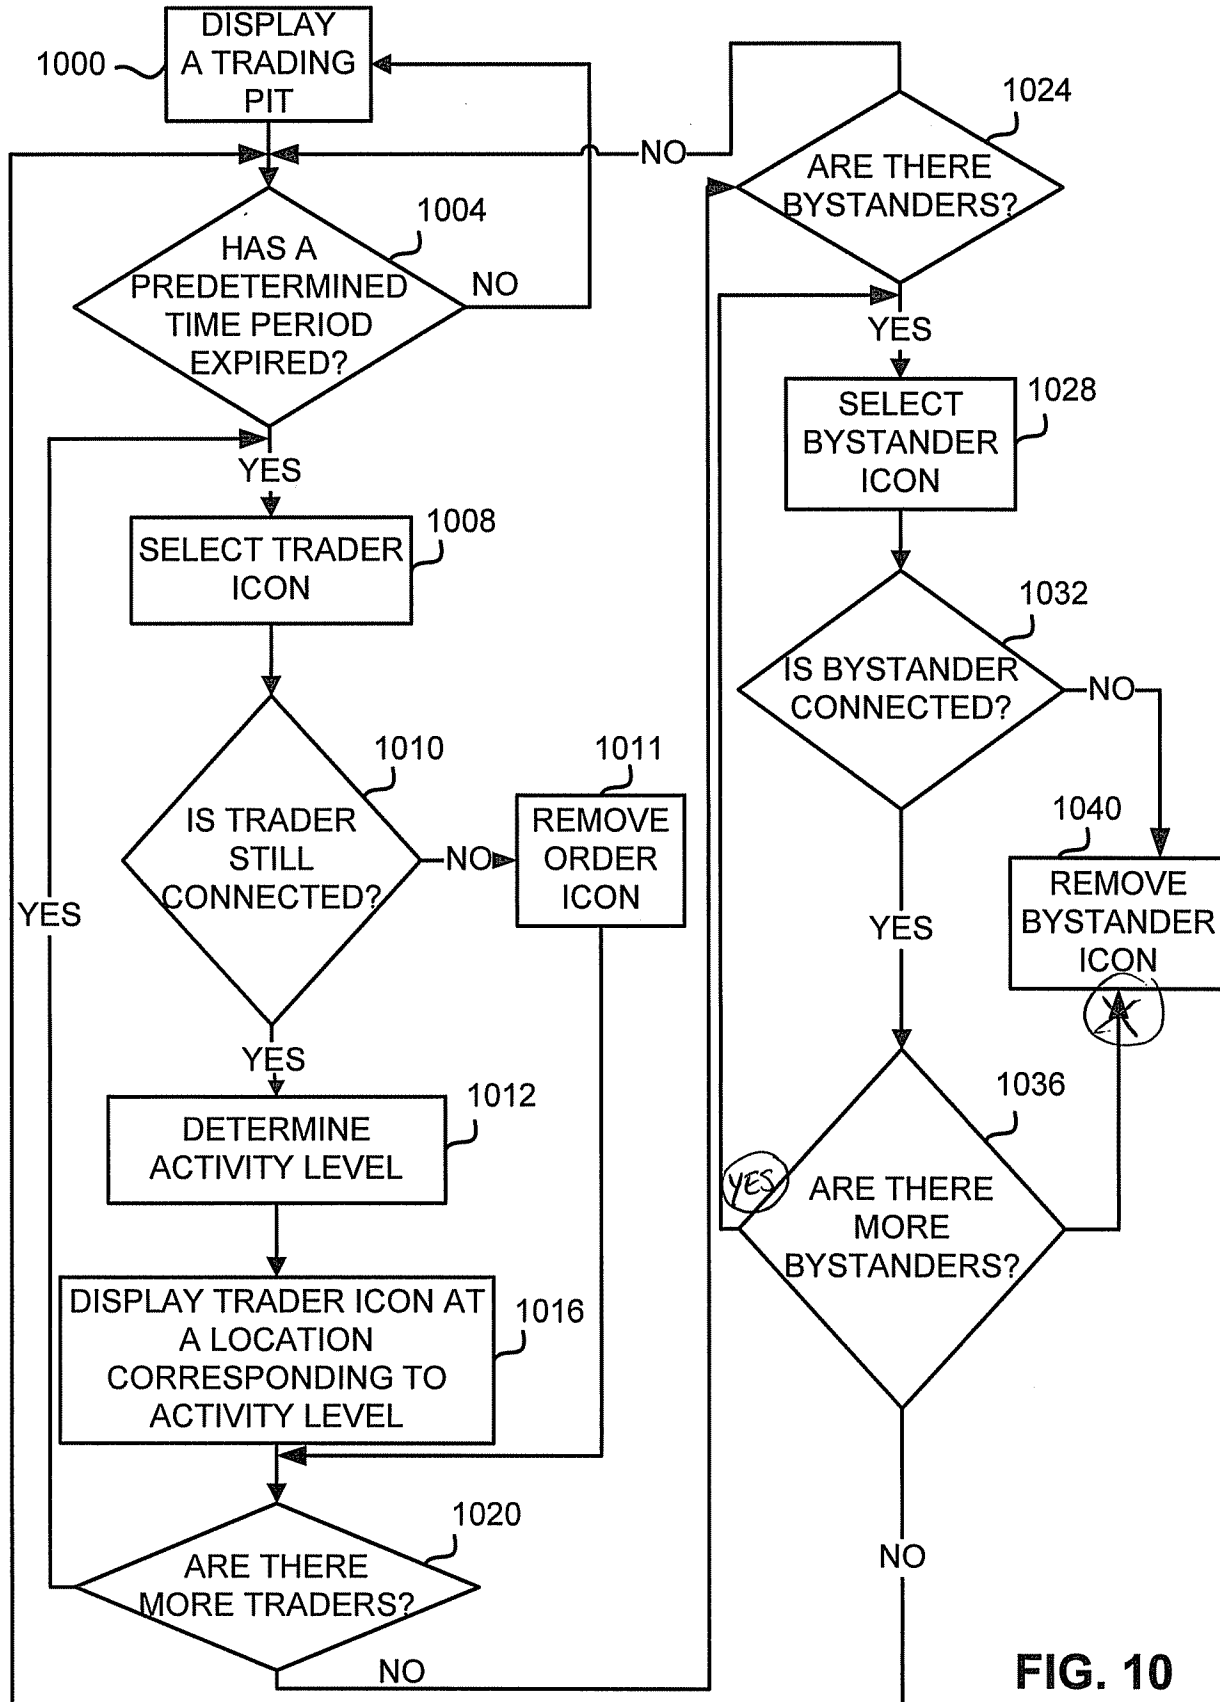 DISPLAY
A TRADING
PIT
1000
HAS A
PREDETERMINED
TIME PERIOD
EXPIRED?
1004
NO
YES
SELECT TRADER
ICON
1008
IS TRADER
STILL
CONNECTED?
1010
NO
REMOVE
ORDER
ICON
1011
YES
DETERMINE
ACTIVITY LEVEL
1012
DISPLAY TRADER ICON AT
A LOCATION
CORRESPONDING TO
ACTIVITY LEVEL
1016
ARE THERE
MORE TRADERS?
1020
YES
NO
ARE THERE
BYSTANDERS?
1024
NO
YES
SELECT
BYSTANDER
ICON
1028
IS BYSTANDER
CONNECTED?
1032
NO
REMOVE
BYSTANDER
ICON
1040
YES
ARE THERE
MORE
BYSTANDERS?
1036
YES
NO
FIG. 10